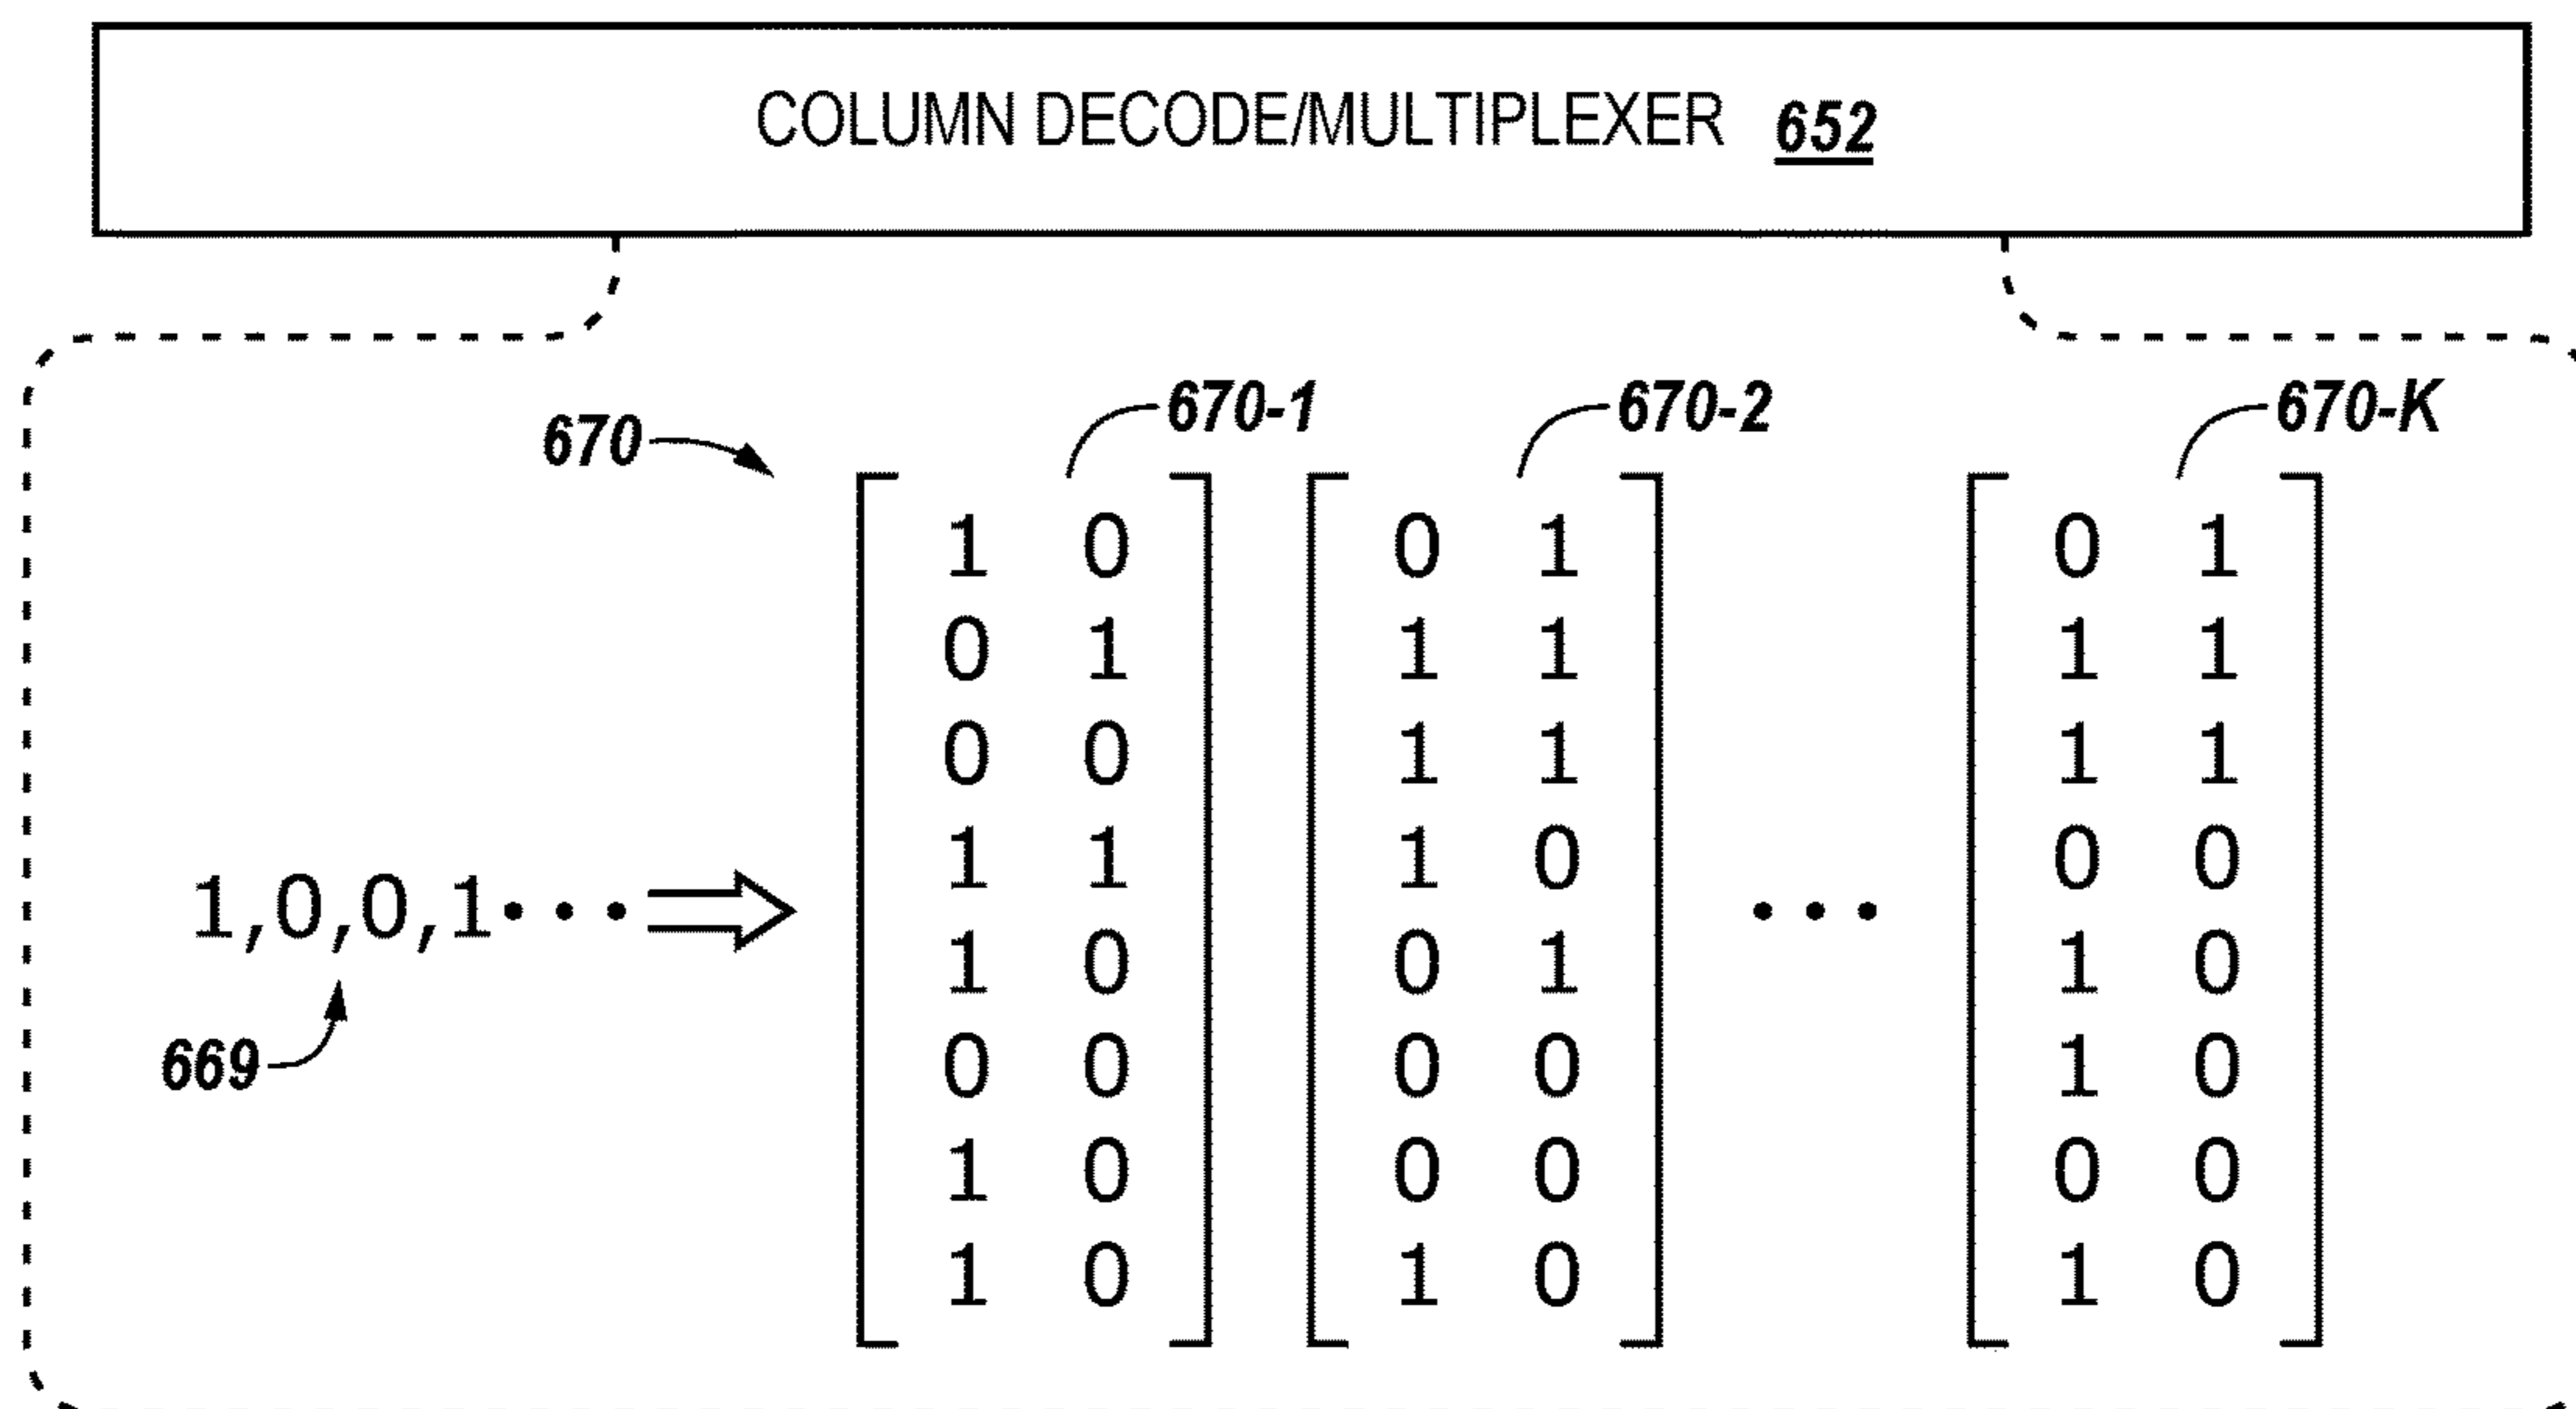 COLUMN DECODE/MULTIPLEXER 652
670 670-1 670-2 670-K
1 0 0 1 0 1
0 1 1 1 1 1
0 0 1 1 1 1
1 1 1 0 0 0
1,0,0,1••• ⇒ •••
1 0 0 1 1 0
669 0 0 0 0 1 0
1 0 0 0 0 0
1 0 1 0 1 0